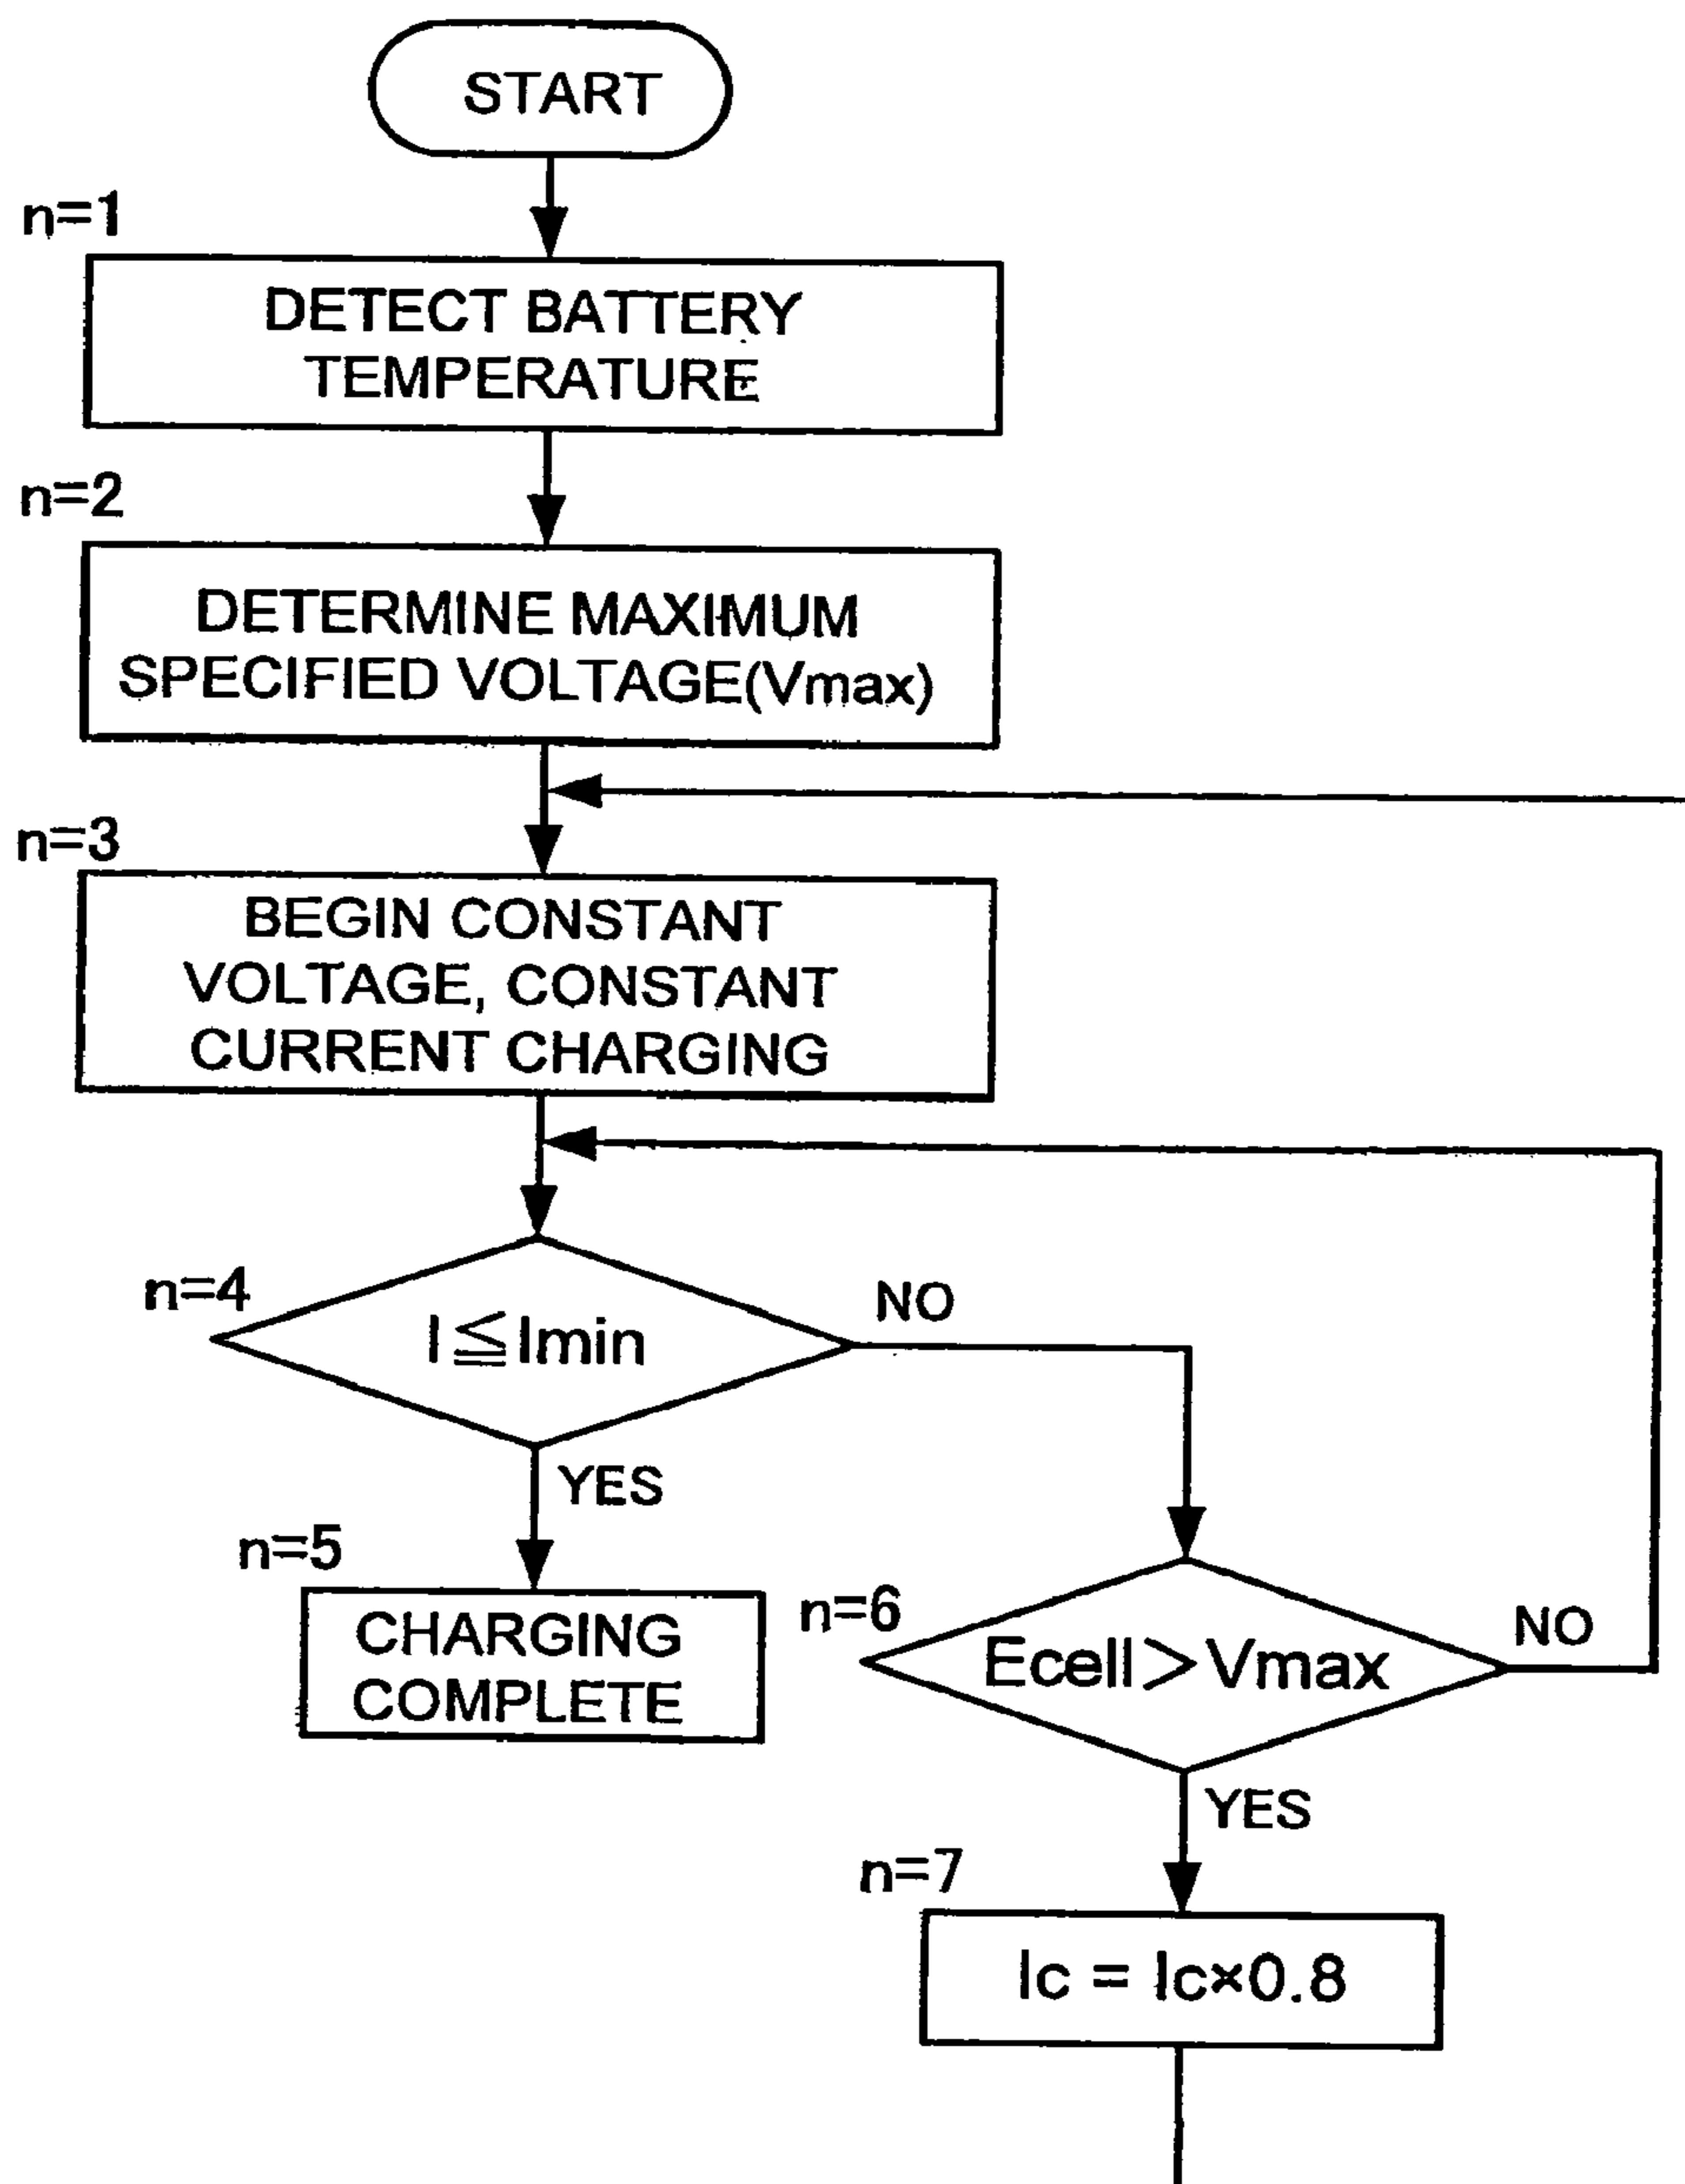 START
n=1
DETECT BATTERY
TEMPERATURE
n=2
DETERMINE MAXIMUM
SPECIFIED VOLTAGE(Vmax)
n=3
BEGIN CONSTANT
VOLTAGE, CONSTANT
CURRENT CHARGING
n=4
I≦Imin
NO
YES
n=5
CHARGING
COMPLETE
n=6
Ecell>Vmax
NO
YES
n=7
Ic = Ic×0.8